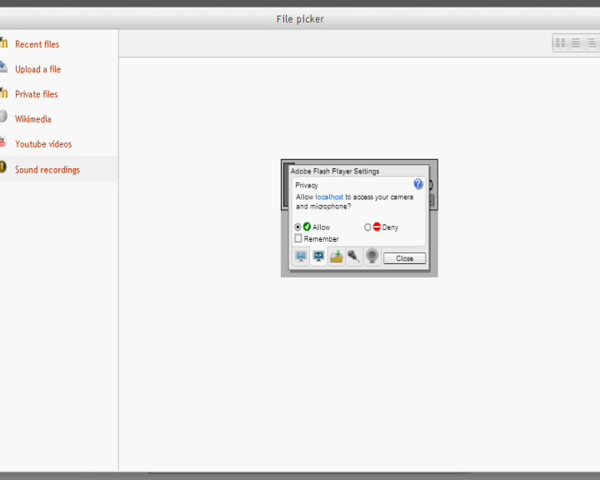 File picker
Recent files
Upload a file
Private files
Wikimedia
Youtube videos
Sound recordings
Adobe Flash Player Settings
Privacy
?
Allow localhost to access your camera
and microphone?
Allow
Deny
Remember
Close